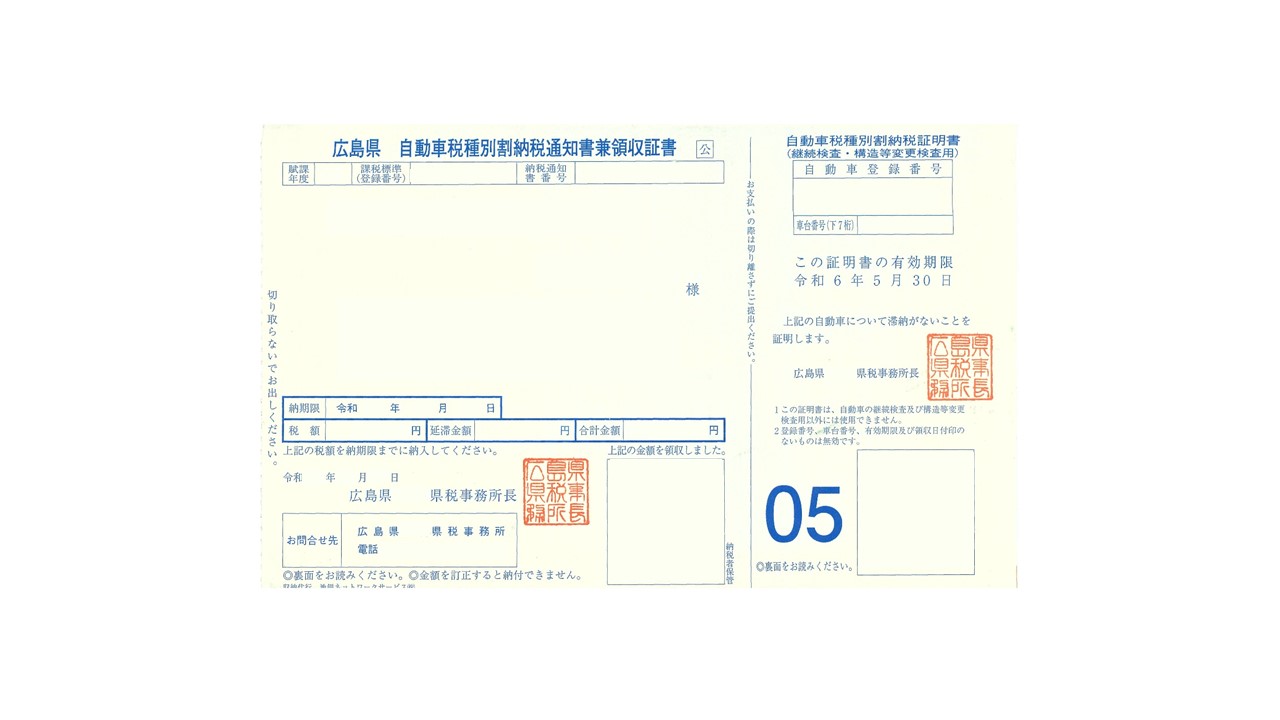 広島県 自動車税種別割納税通知書兼領収証書 公
賦課年度
課税標準(登録番号)
納税通知書番号
様
切り取らないでお出しください。
納期限 令和 年 月 日
税額 円 延滞金額 円 合計金額 円
上記の税額を納期限までに納入してください。
上記の金額を領収しました。
令和 年 月 日
広島県 県税事務所長
広島県県税事務所長
お問合せ先
広島県 県税事務所
電話
納税者保管
◎裏面をお読みください。◎金額を訂正すると納付できません。
お支払いの際は切り離さずにご提出ください。
自動車税種別割納税証明書
(継続検査・構造等変更検査用)
自動車登録番号
車台番号(下7桁)
この証明書の有効期限
令和6年5月30日
上記の自動車について滞納がないことを
証明します。
広島県 県税事務所長
広島県県税事務所長
1 この証明書は、自動車の継続検査及び構造等変更
検査用以外には使用できません。
2 登録番号、車台番号、有効期限及び領収日付印の
ないものは無効です。
05
◎裏面をお読みください。